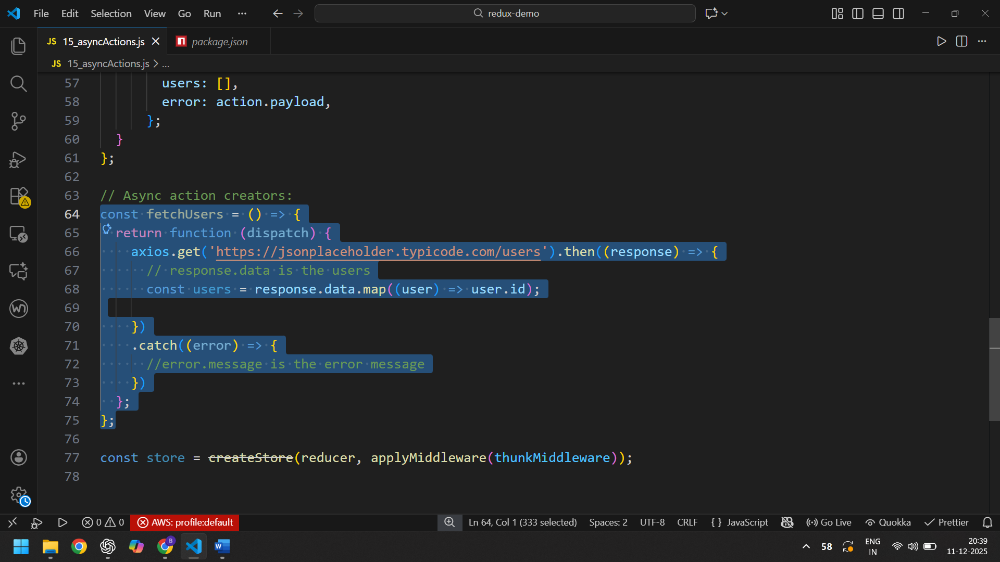 File Edit Selection View Go Run ··· redux-demo
JS 15_asyncActions.js package.json
JS 15_asyncActions.js > ...
57 users: [],
58 error: action.payload,
59 };
60 }
61 };
62
63 // Async action creators:
64 const fetchUsers = () => {
65 return function (dispatch) {
66 axios.get('https://jsonplaceholder.typicode.com/users').then((response) => {
67 // response.data is the users
68 const users = response.data.map((user) => user.id);
69
70 })
71 .catch((error) => {
72 //error.message is the error message
73 })
74 };
75 };
76
77 const store = createStore(reducer, applyMiddleware(thunkMiddleware));
78
0 0 AWS: profile:default Ln 64, Col 1 (333 selected) Spaces: 2 UTF-8 CRLF { } JavaScript Go Live Quokka Prettier
B W 58 ENG IN 20:39
11-12-2025